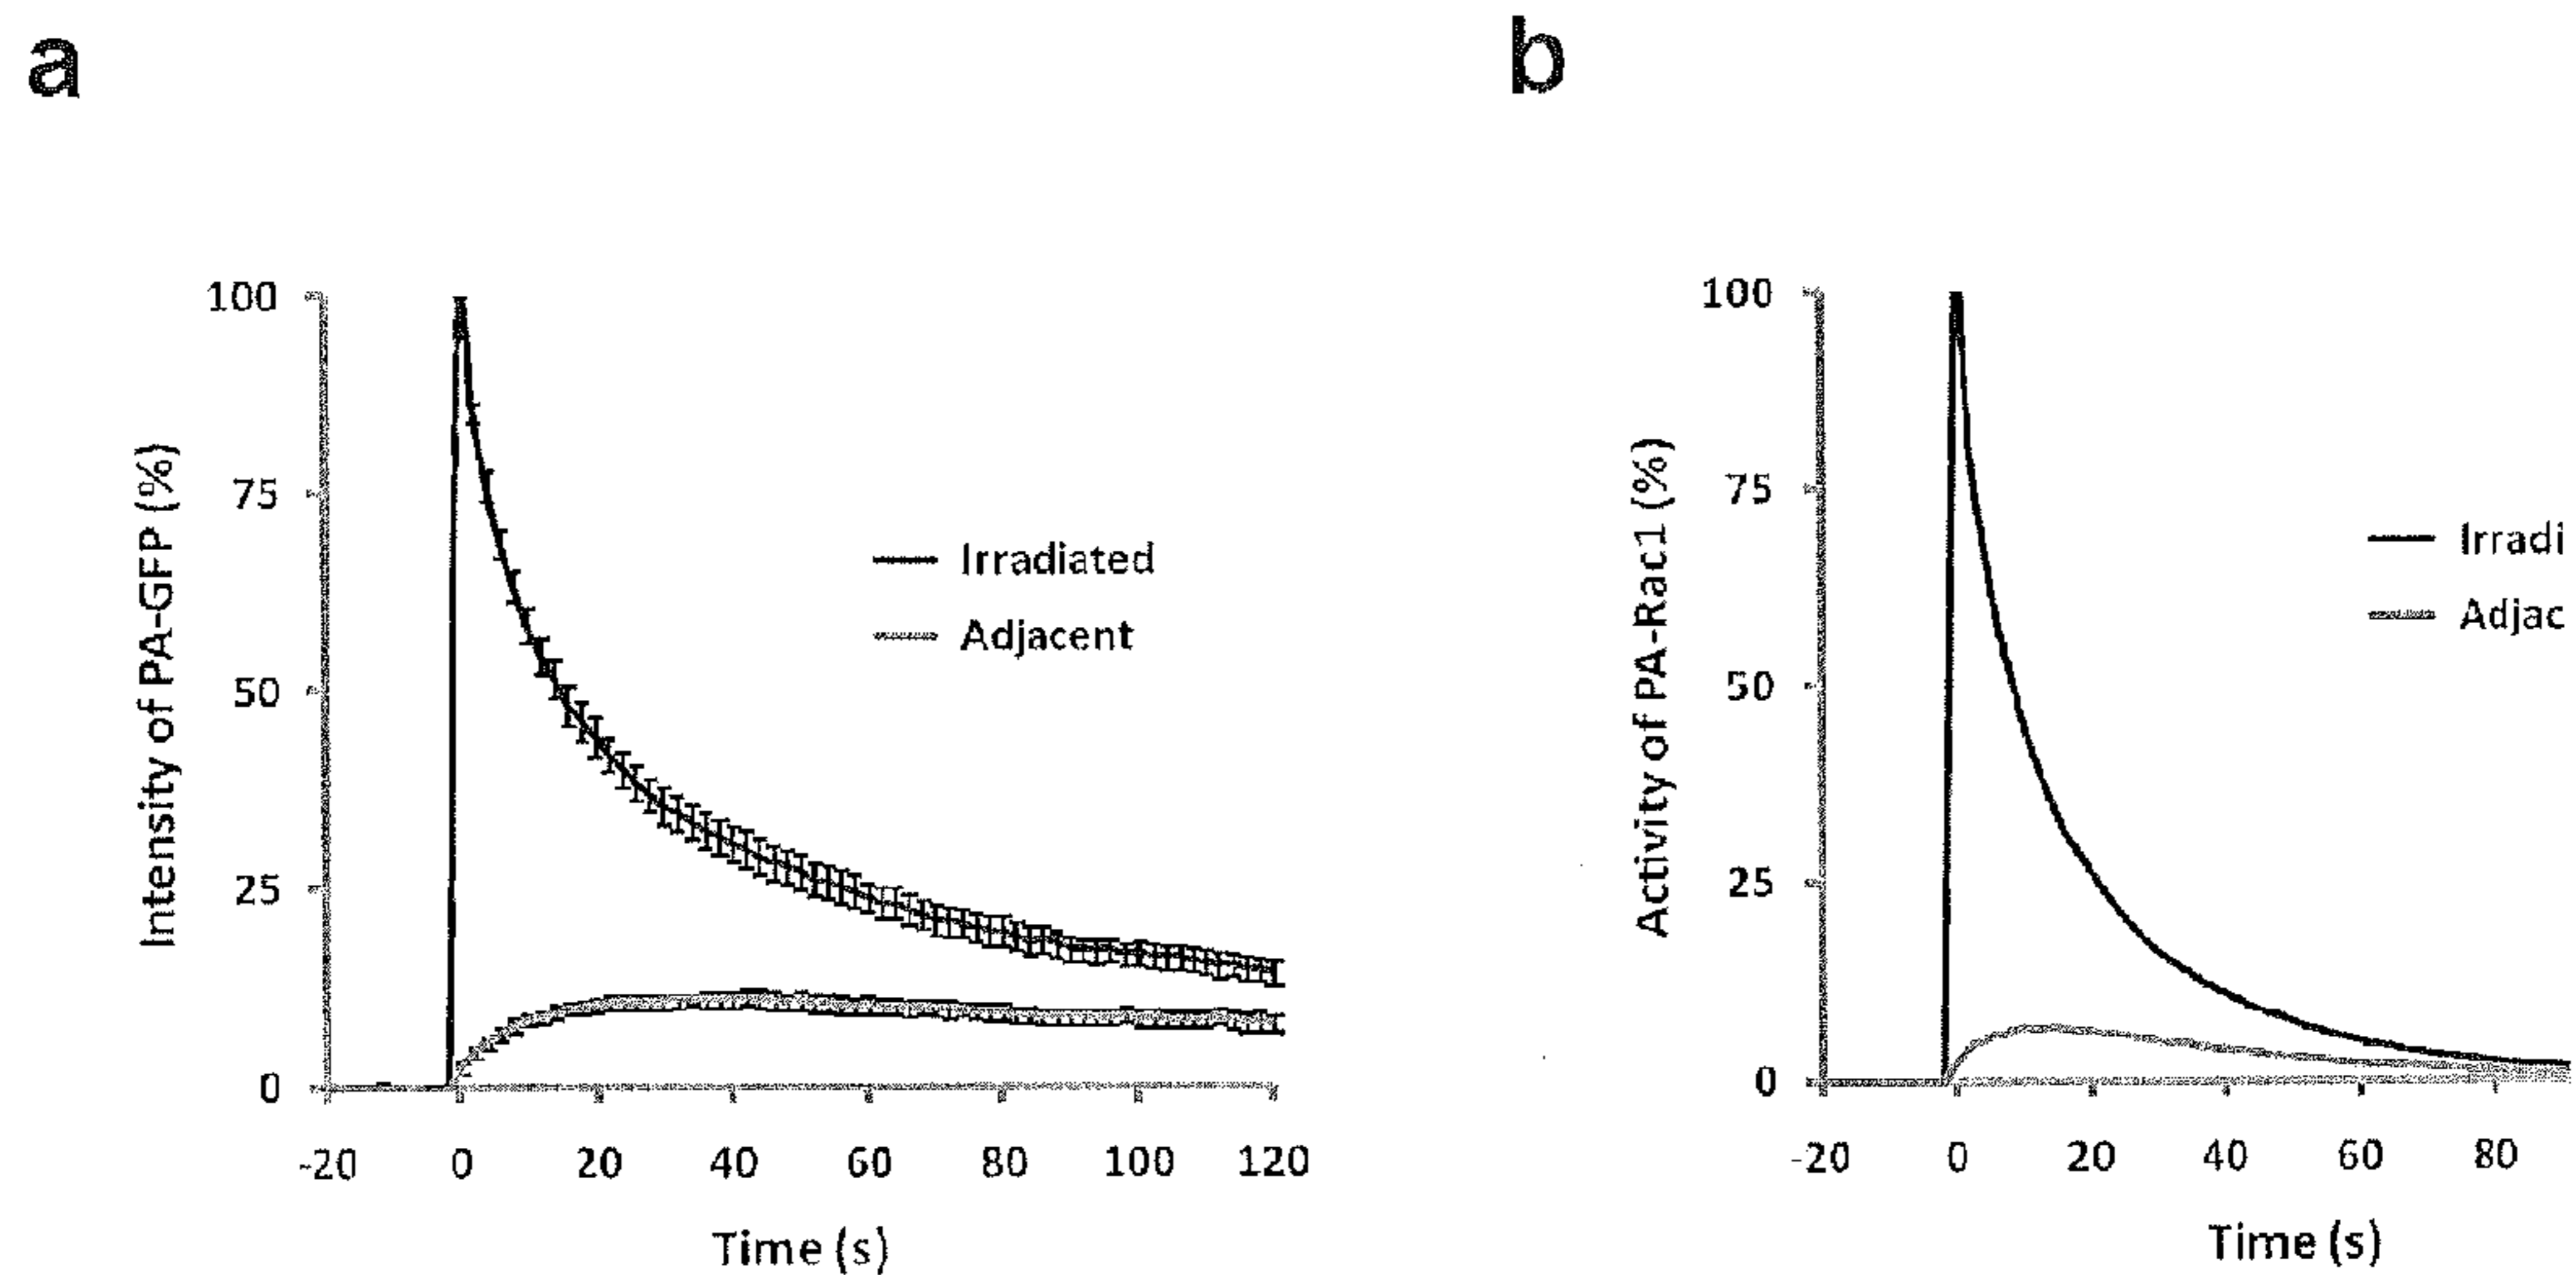 a
b
Intensity of PA-GFP (%)
100
75
50
25
0
Irradiated
Adjacent
-20 0 20 40 60 80 100 120
Time (s)
Activity of PA-Rac1 (%)
100
75
50
25
0
Irradi
Adjac
-20 0 20 40 60 80
Time (s)